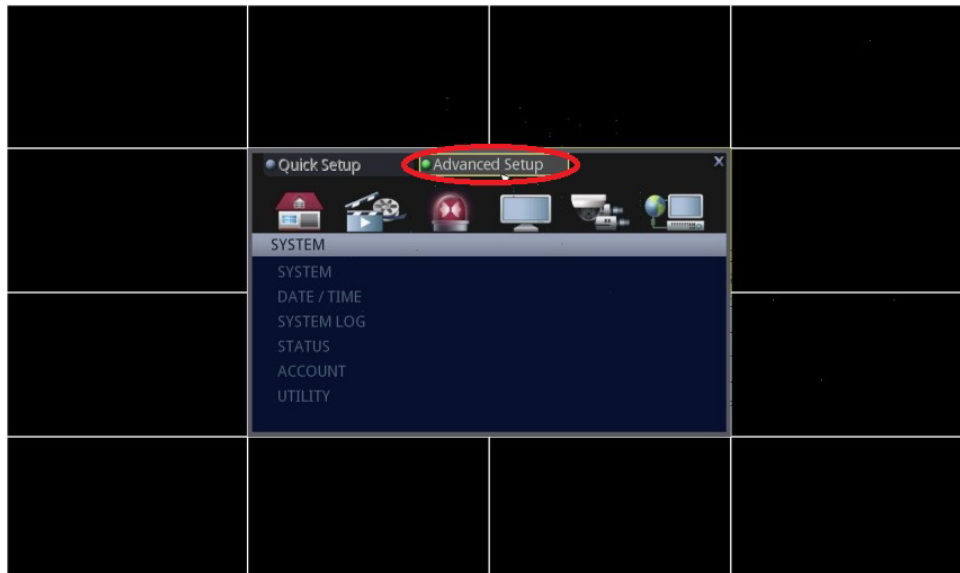 Quick Setup Advanced Setup X
SYSTEM
SYSTEM
DATE / TIME
SYSTEM LOG
STATUS
ACCOUNT
UTILITY